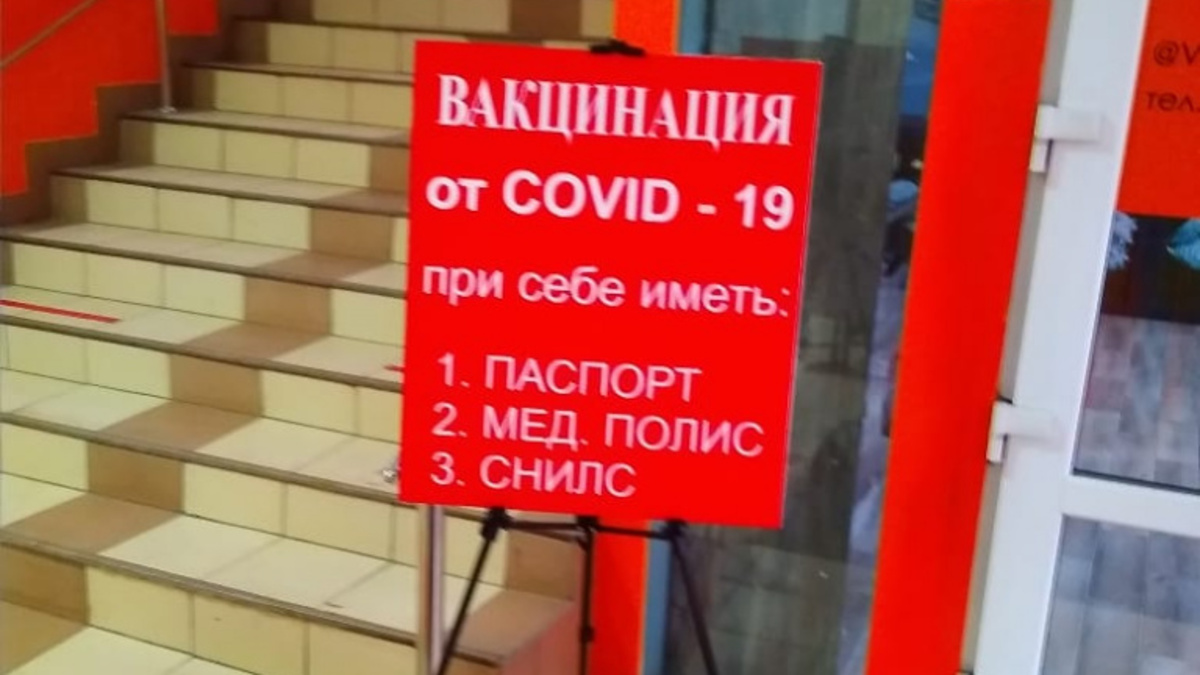 ВАКЦИНАЦИЯ
от COVID - 19
при себе иметь:
1. ПАСПОРТ
2. МЕД. ПОЛИС
3. СНИЛС